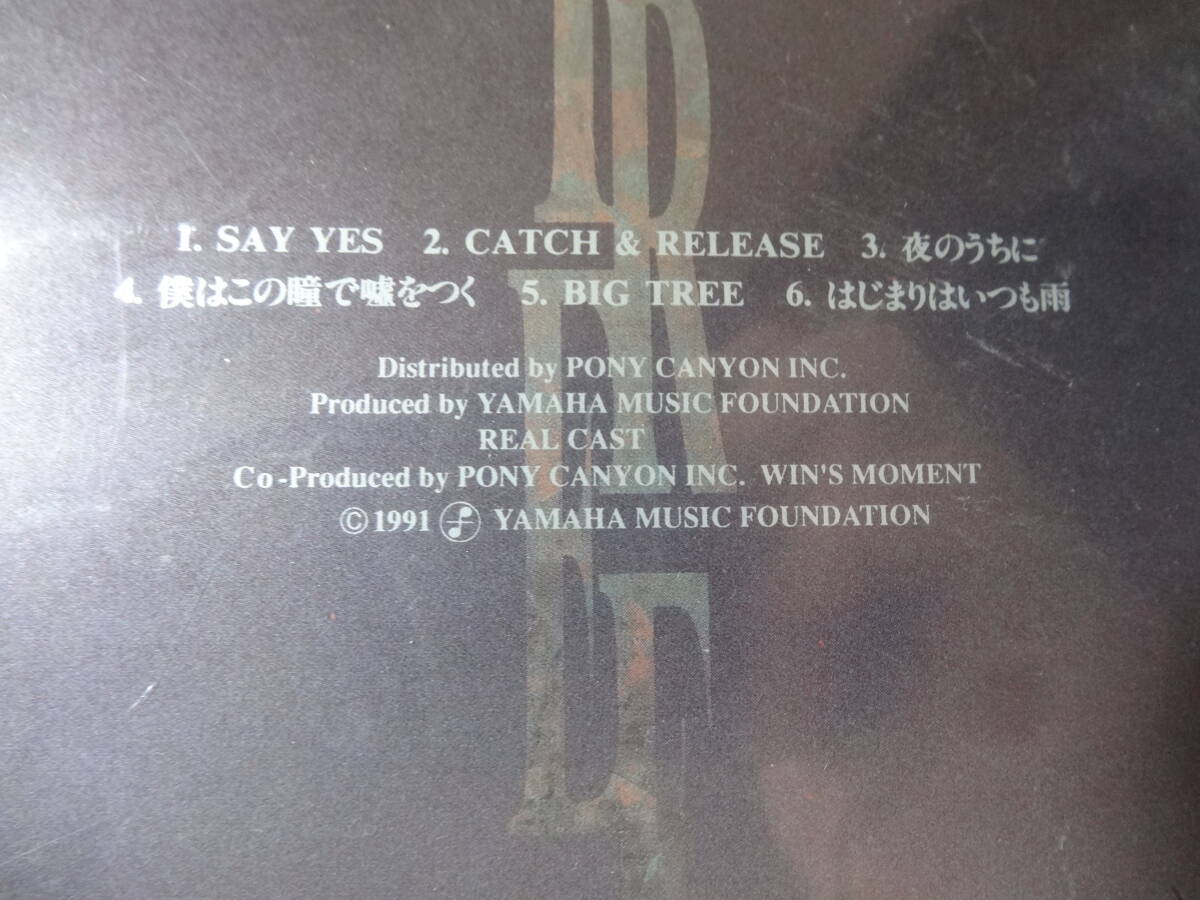 1. SAY YES 2. CATCH & RELEASE 3. 夜のうちに
4. 僕はこの瞳で嘘をつく 5. BIG TREE 6. はじまりはいつも雨
Distributed by PONY CANYON INC.
Produced by YAMAHA MUSIC FOUNDATION
REAL CAST
Co-Produced by PONY CANYON INC. WIN'S MOMENT
© 1991 YAMAHA MUSIC FOUNDATION